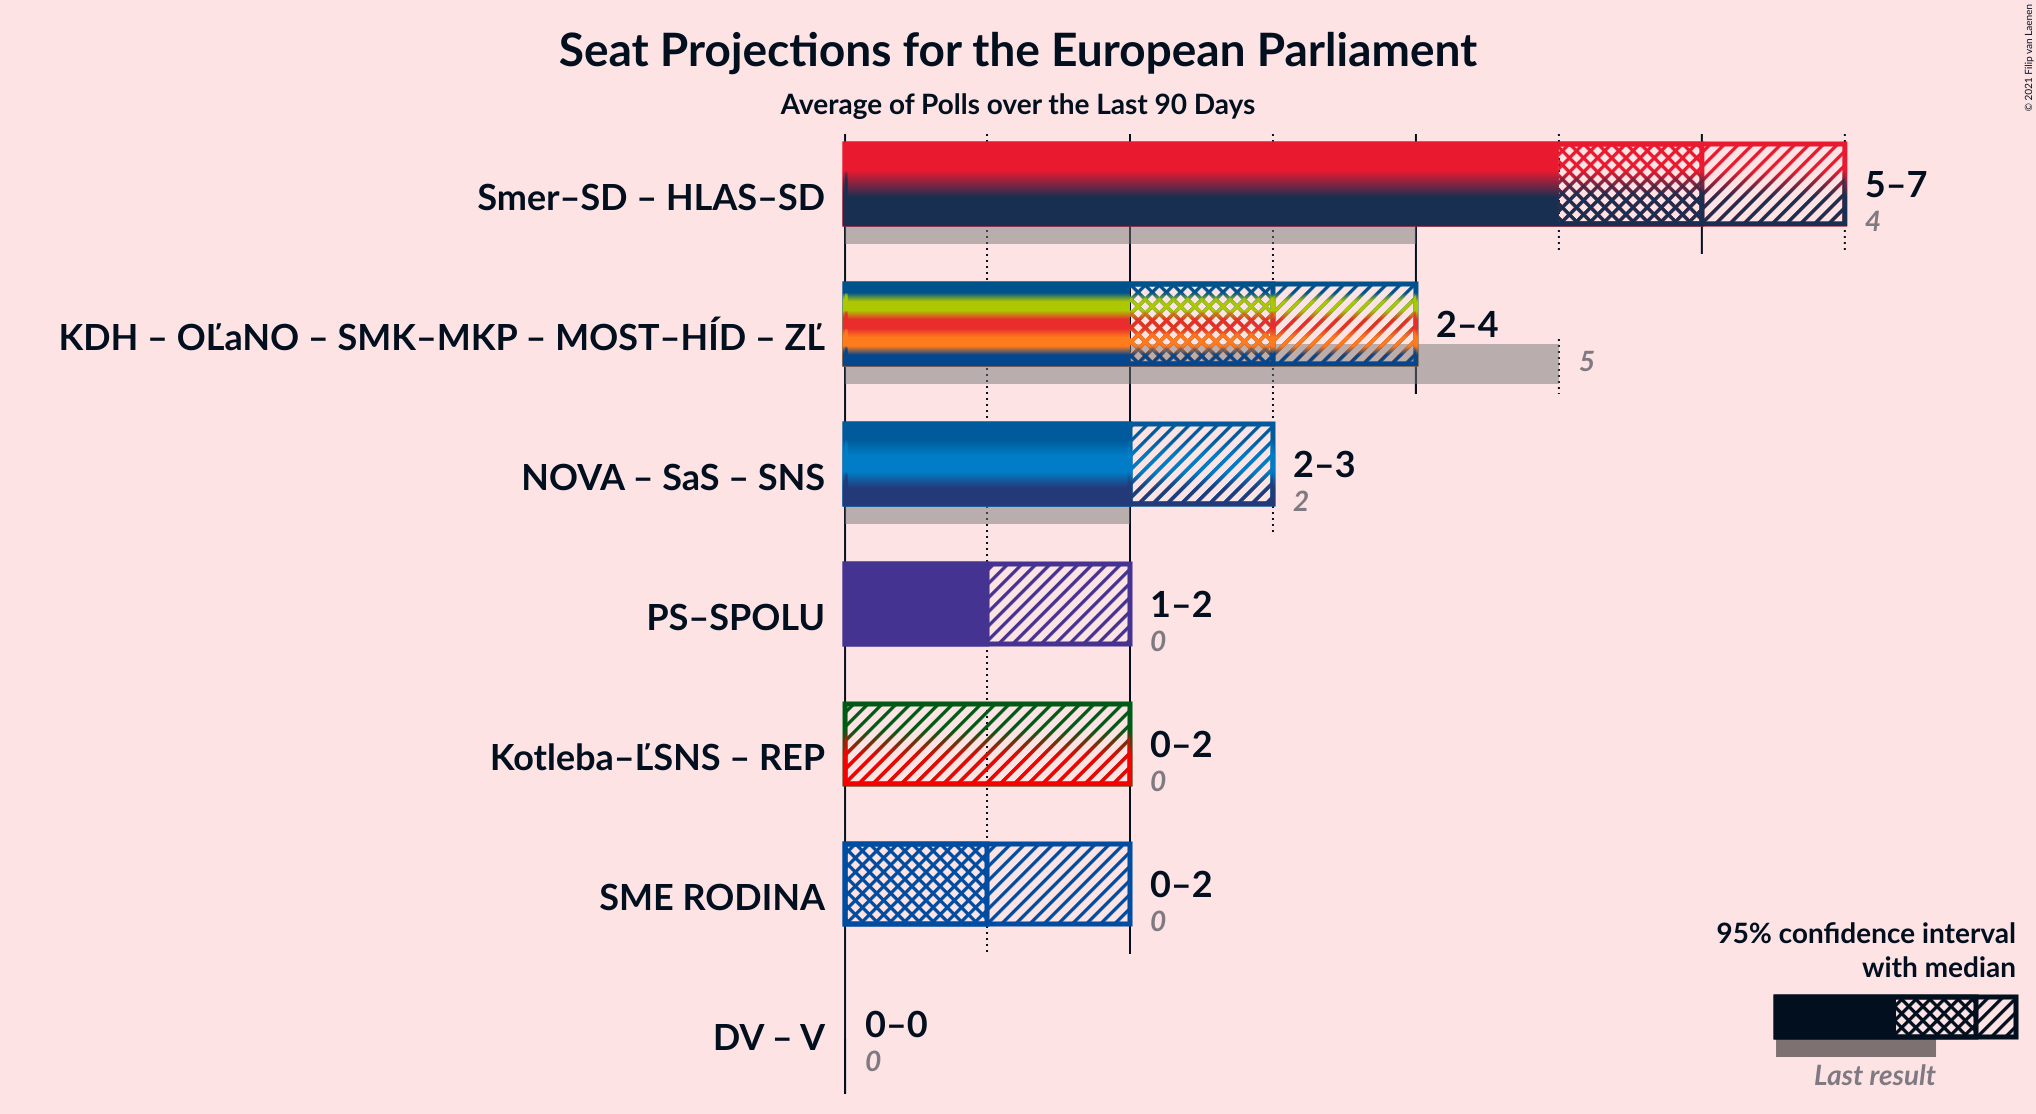 Seat Projections for the European Parliament
Average of Polls over the Last 90 Days
© 2021 Filip van Laenen
Smer–SD – HLAS–SD
5–7
4
KDH – OĽaNO – SMK–MKP – MOST–HÍD – ZĽ
2–4
5
NOVA – SaS – SNS
2–3
2
PS–SPOLU
1–2
0
Kotleba–ĽSNS – REP
0–2
0
SME RODINA
0–2
0
DV – V
0–0
0
95% confidence interval
with median
Last result